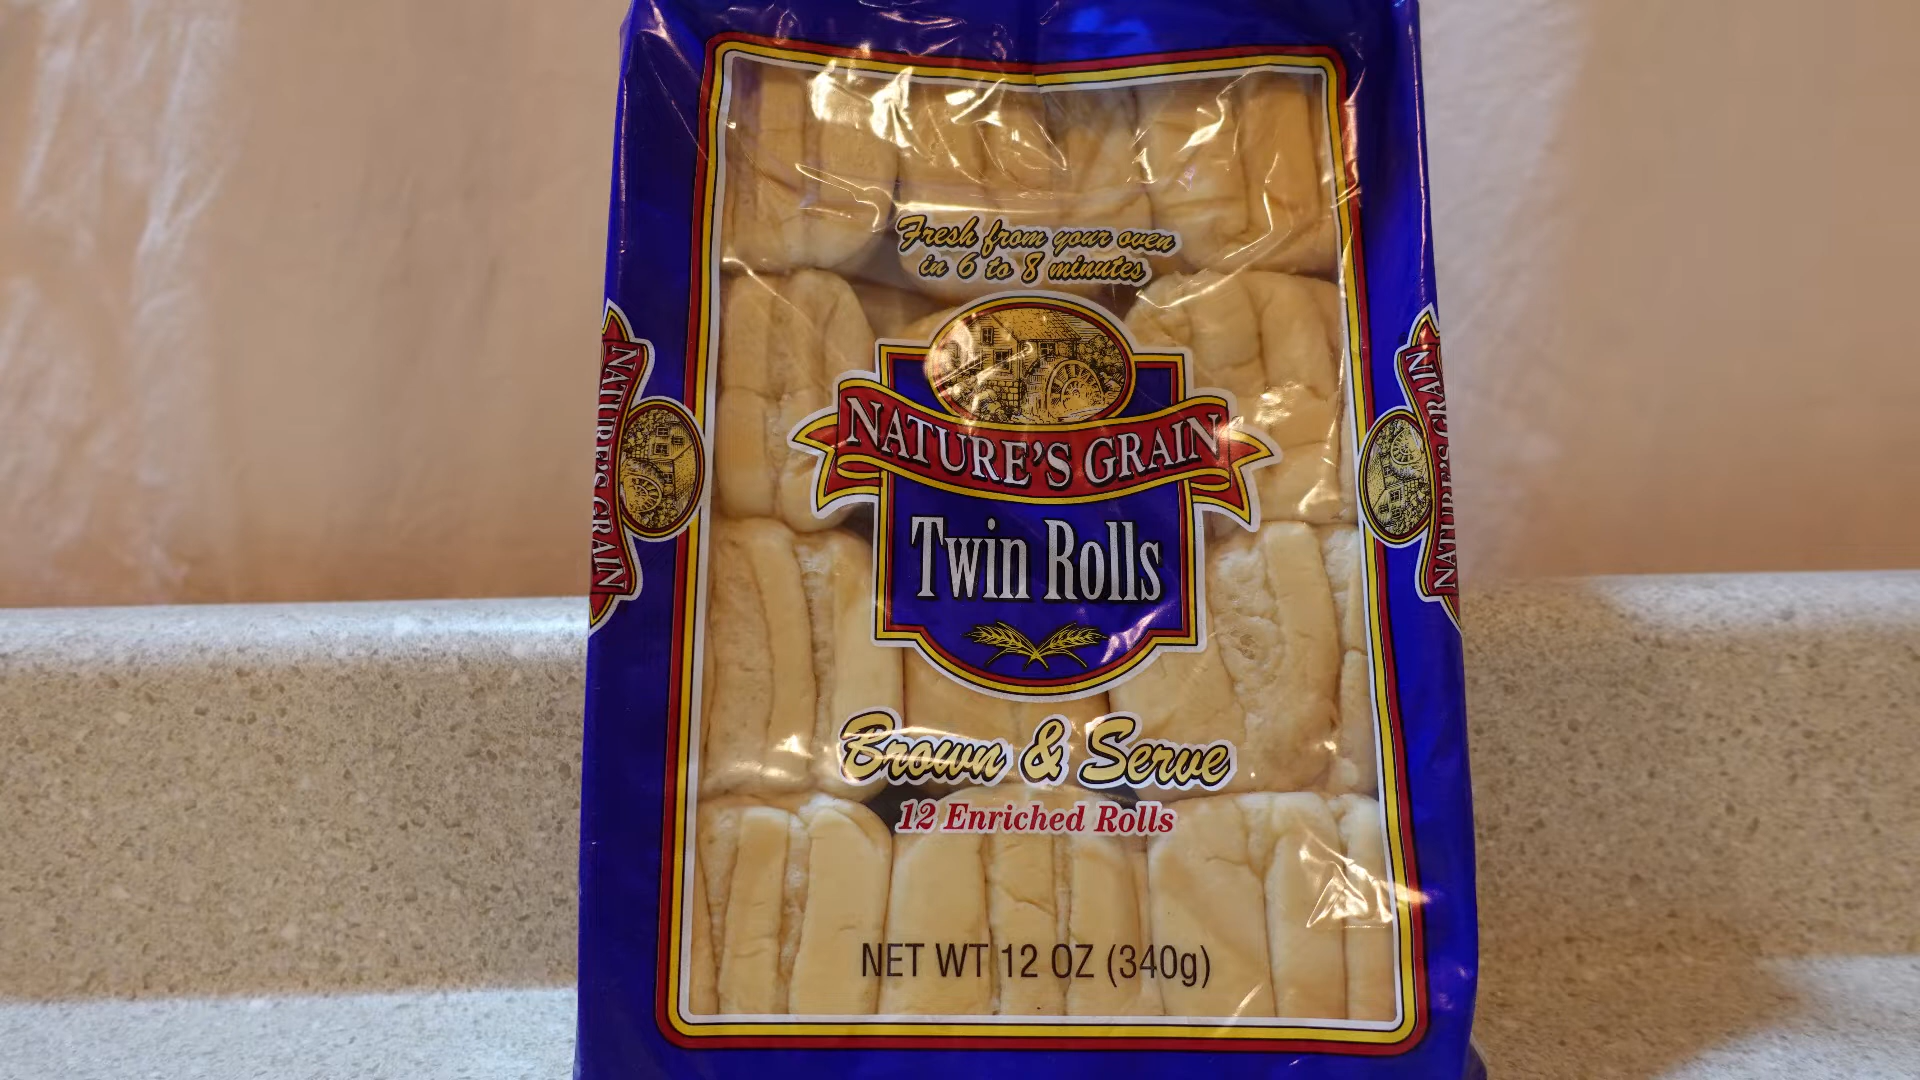 Fresh from your oven
in 6 to 8 minutes
NATURE'S GRAIN
NATURE'S GRAIN
NATURE'S GRAIN
Twin Rolls
Brown & Serve
12 Enriched Rolls
NET WT 12 OZ (340g)